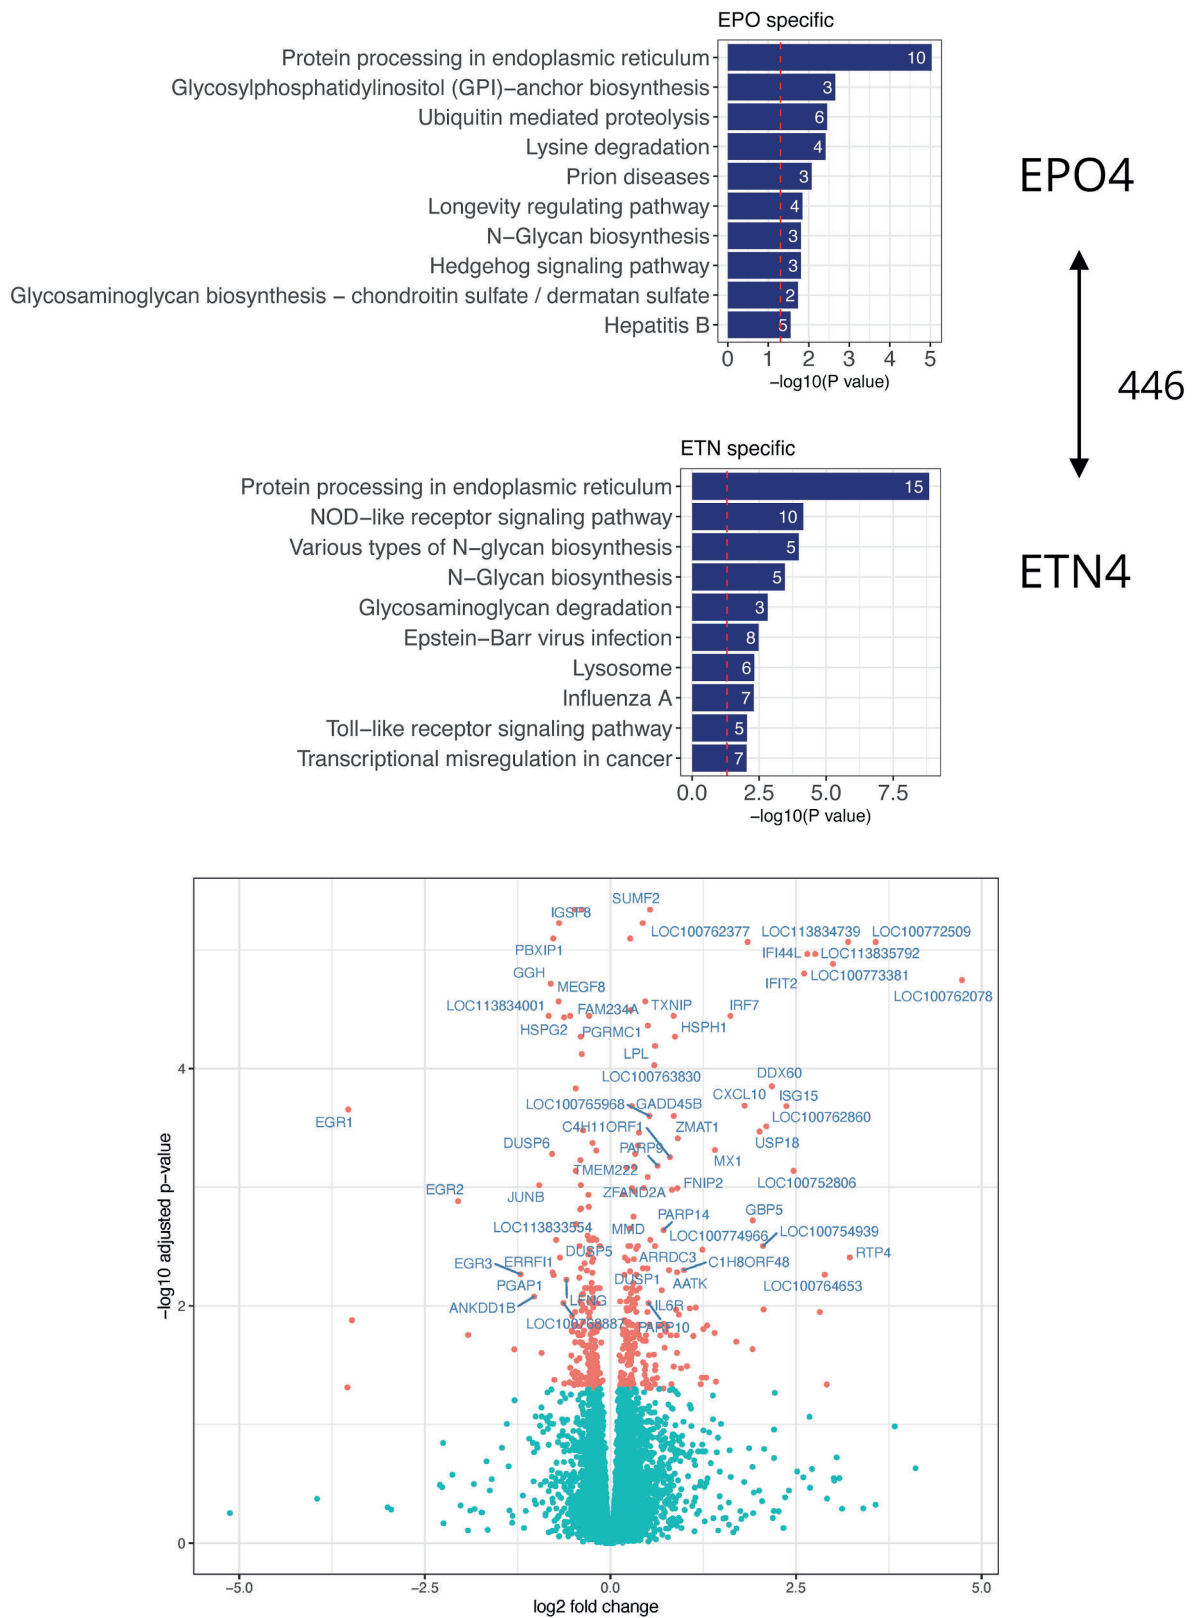 EPO specific
Protein processing in endoplasmic reticulum 10
Glycosylphosphatidylinositol (GPI)−anchor biosynthesis 3
Ubiquitin mediated proteolysis 6
Lysine degradation 4
Prion diseases 3
Longevity regulating pathway 4
N−Glycan biosynthesis 3
Hedgehog signaling pathway 3
Glycosaminoglycan biosynthesis − chondroitin sulfate / dermatan sulfate 2
Hepatitis B 5
0 1 2 3 4 5
−log10(P value)
EPO4
446
ETN4
ETN specific
Protein processing in endoplasmic reticulum 15
NOD−like receptor signaling pathway 10
Various types of N−glycan biosynthesis 5
N−Glycan biosynthesis 5
Glycosaminoglycan degradation 3
Epstein−Barr virus infection 8
Lysosome 6
Influenza A 7
Toll−like receptor signaling pathway 5
Transcriptional misregulation in cancer 7
0.0 2.5 5.0 7.5
−log10(P value)
SUMF2
IGSF8
LOC100762377 LOC113834739 LOC100772509
PBXIP1 IFI44L LOC113835792
GGH IFIT2 LOC100773381
MEGF8 LOC100762078
LOC113834001 FAM234A TXNIP IRF7
HSPG2 PGRMC1 HSPH1
LPL
LOC100763830 DDX60
4
LOC100765968 GADD45B CXCL10 ISG15
EGR1 C4H11ORF1 ZMAT1 LOC100762860
DUSP6 PARP9 USP18
TMEM222 MX1
EGR2 JUNB ZFAND2A FNIP2 LOC100752806
PARP14 GBP5
LOC113833554 MMD LOC100774966 LOC100754939
EGR3 ERRFI1 DUSP5 ARRDC3 C1H8ORF48 RTP4
PGAP1 DUSP1 AATK LOC100764653
ANKDD1B LFNG IL6R
2
LOC100768887 PARP10
0
−log10 adjusted p−value
−5.0 −2.5 0.0 2.5 5.0
log2 fold change